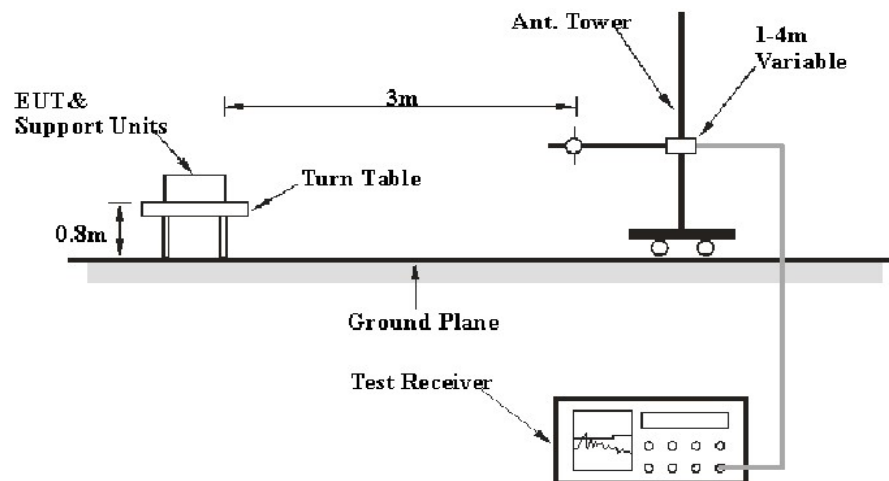 Ant. Tower
1-4m
Variable
EUT&
Support Units
3m
Turn Table
0.8m
Ground Plane
Test Receiver